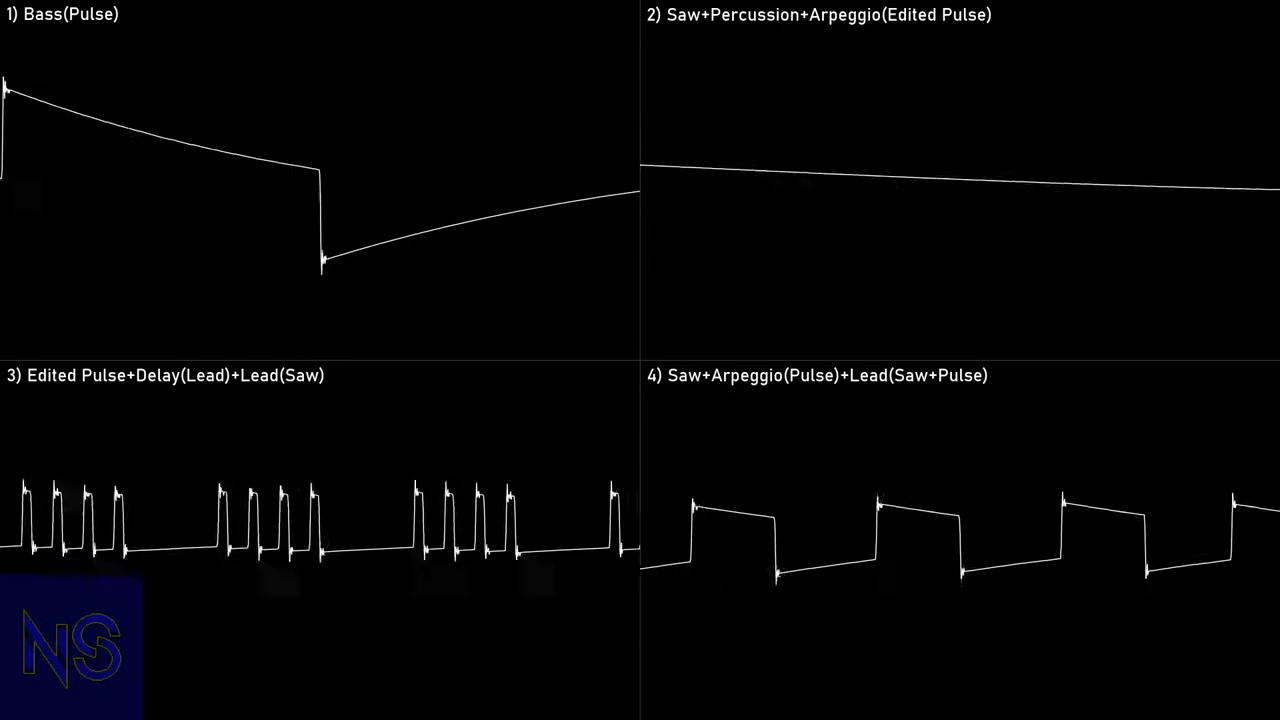 1) Bass(Pulse)
2) Saw+Percussion+Arpeggio(Edited Pulse)
3) Edited Pulse+Delay(Lead)+Lead(Saw)
4) Saw+Arpeggio(Pulse)+Lead(Saw+Pulse)
NS